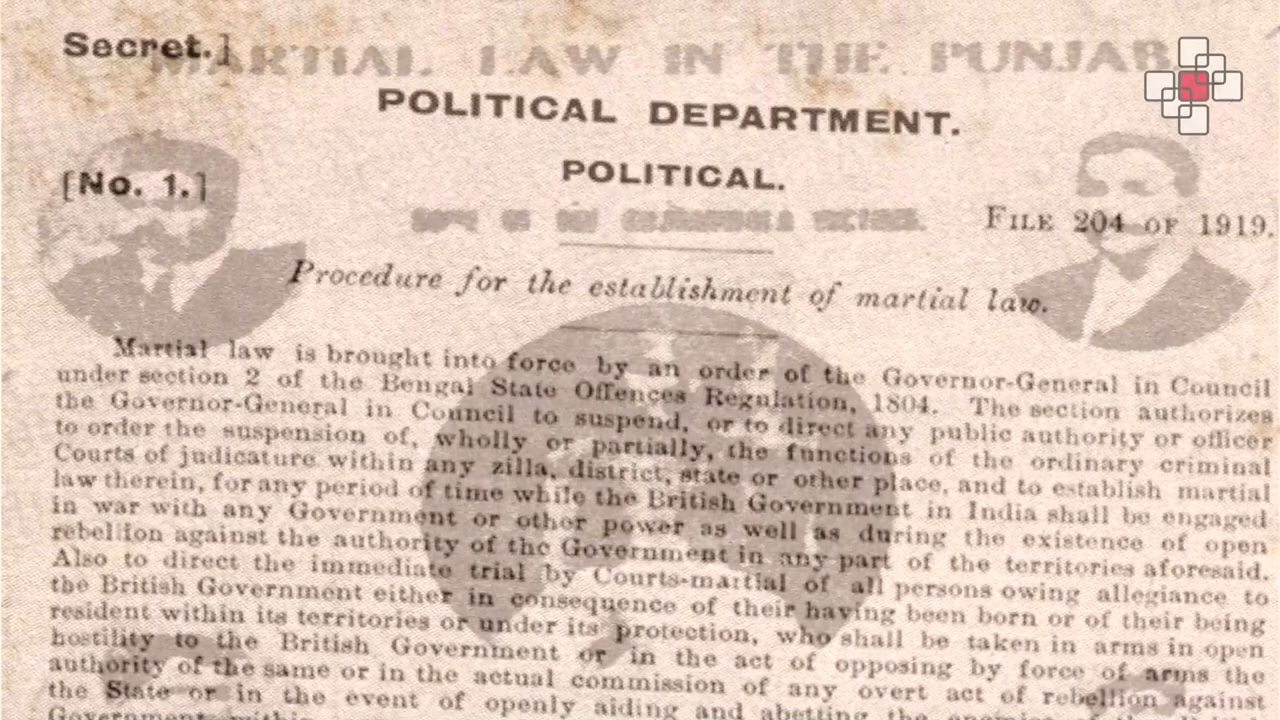 Secret.]
MARTIAL LAW IN THE PUNJAB.
POLITICAL DEPARTMENT.
POLITICAL.
[No. 1.]
FILE 204 OF 1919.
Procedure for the establishment of martial law.
Martial law is brought into force by an order of the Governor-General in Council
under section 2 of the Bengal State Offences Regulation, 1804. The section authorizes
the Governor-General in Council to suspend, or to direct any public authority or officer
to order the suspension of, wholly or partially, the functions of the ordinary criminal
Courts of judicature within any zilla, district, state or other place, and to establish martial
law therein, for any period of time while the British Government in India shall be engaged
in war with any Government or other power as well as during the existence of open
rebellion against the authority of the Government in any part of the territories aforesaid.
Also to direct the immediate trial by Courts-martial of all persons owing allegiance to
the British Government either in consequence of their having been born or of their being
resident within its territories or under its protection, who shall be taken in arms in open
hostility to the British Government or in the act of opposing by force of arms the
authority of the same or in the actual commission of any overt act of rebellion against
the State or in the event of openly aiding and abetting the enemies
Government within